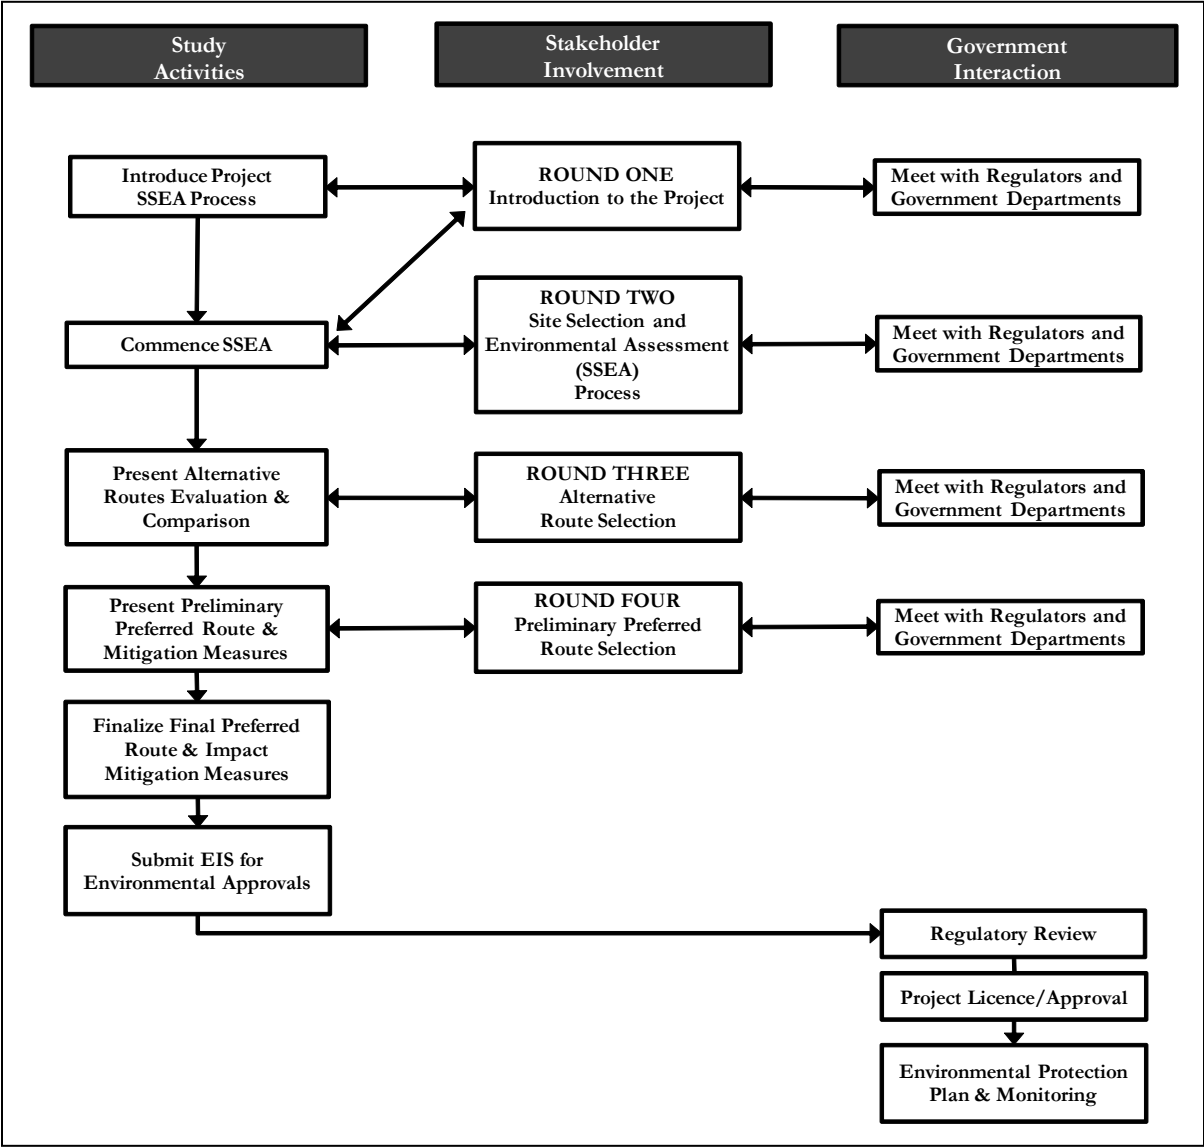 Study
Activities
Stakeholder
Involvement
Government
Interaction
Introduce Project
SSEA Process
ROUND ONE
Introduction to the Project
Meet with Regulators and
Government Departments
Commence SSEA
ROUND TWO
Site Selection and
Environmental Assessment
(SSEA)
Process
Meet with Regulators and
Government Departments
Present Alternative
Routes Evaluation &
Comparison
ROUND THREE
Alternative
Route Selection
Meet with Regulators and
Government Departments
Present Preliminary
Preferred Route &
Mitigation Measures
ROUND FOUR
Preliminary Preferred
Route Selection
Meet with Regulators and
Government Departments
Finalize Final Preferred
Route & Impact
Mitigation Measures
Submit EIS for
Environmental Approvals
Regulatory Review
Project Licence/Approval
Environmental Protection
Plan & Monitoring